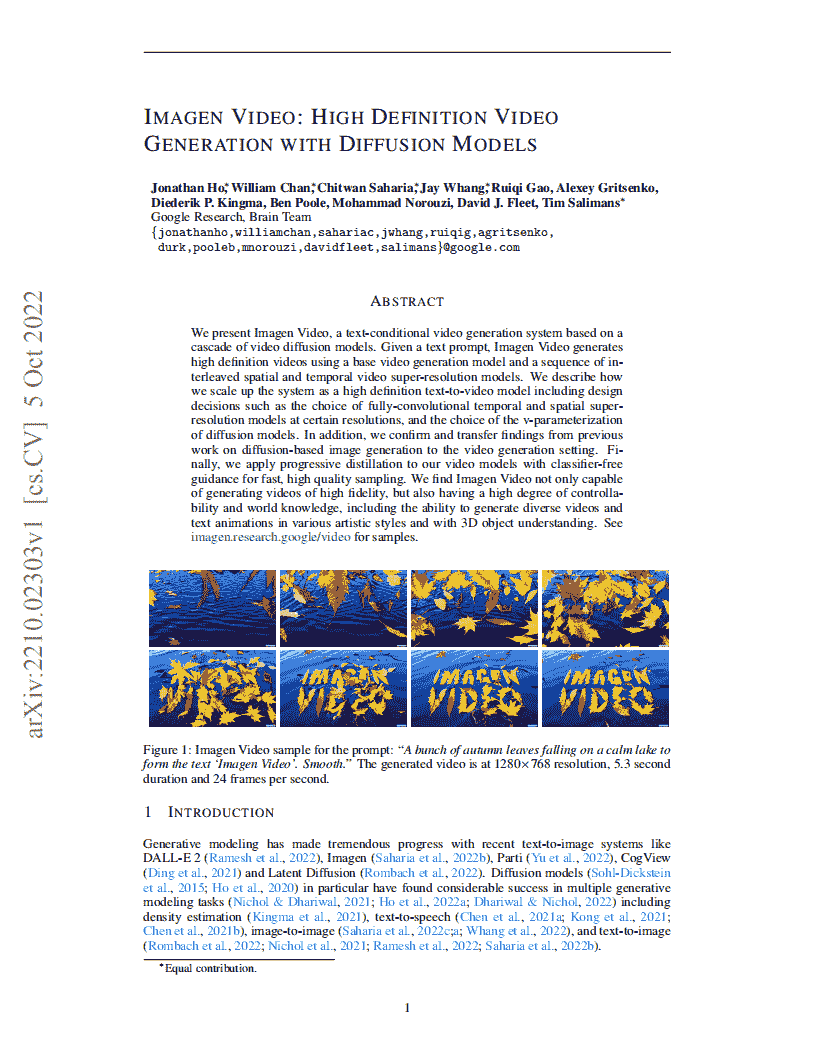 IMAGEN VIDEO: HIGH DEFINITION VIDEO
GENERATION WITH DIFFUSION MODELS
Jonathan Ho,* William Chan,* Chitwan Saharia,* Jay Whang,* Ruiqi Gao, Alexey Gritsenko,
Diederik P. Kingma, Ben Poole, Mohammad Norouzi, David J. Fleet, Tim Salimans*
Google Research, Brain Team
{jonathanho,williamchan,sahariac,jwhang,ruiqig,agritsenko,
durk,pooleb,mnorouzi,davidfleet,salimans}@google.com
arXiv:2210.02303v1 [cs.CV] 5 Oct 2022
ABSTRACT
We present Imagen Video, a text-conditional video generation system based on a
cascade of video diffusion models. Given a text prompt, Imagen Video generates
high definition videos using a base video generation model and a sequence of in-
terleaved spatial and temporal video super-resolution models. We describe how
we scale up the system as a high definition text-to-video model including design
decisions such as the choice of fully-convolutional temporal and spatial super-
resolution models at certain resolutions, and the choice of the v-parameterization
of diffusion models. In addition, we confirm and transfer findings from previous
work on diffusion-based image generation to the video generation setting. Fi-
nally, we apply progressive distillation to our video models with classifier-free
guidance for fast, high quality sampling. We find Imagen Video not only capable
of generating videos of high fidelity, but also having a high degree of controlla-
bility and world knowledge, including the ability to generate diverse videos and
text animations in various artistic styles and with 3D object understanding. See
imagen.research.google/video for samples.
IMAGEN
VIDEO
IMAGEN
VIDEO
IMAGEN
VIDEO
Figure 1: Imagen Video sample for the prompt: “A bunch of autumn leaves falling on a calm lake to
form the text ‘Imagen Video’. Smooth.” The generated video is at 1280×768 resolution, 5.3 second
duration and 24 frames per second.
1 INTRODUCTION
Generative modeling has made tremendous progress with recent text-to-image systems like
DALL-E 2 (Ramesh et al., 2022), Imagen (Saharia et al., 2022b), Parti (Yu et al., 2022), CogView
(Ding et al., 2021) and Latent Diffusion (Rombach et al., 2022). Diffusion models (Sohl-Dickstein
et al., 2015; Ho et al., 2020) in particular have found considerable success in multiple generative
modeling tasks (Nichol & Dhariwal, 2021; Ho et al., 2022a; Dhariwal & Nichol, 2022) including
density estimation (Kingma et al., 2021), text-to-speech (Chen et al., 2021a; Kong et al., 2021;
Chen et al., 2021b), image-to-image (Saharia et al., 2022c;a; Whang et al., 2022), and text-to-image
(Rombach et al., 2022; Nichol et al., 2021; Ramesh et al., 2022; Saharia et al., 2022b).
*Equal contribution.
1